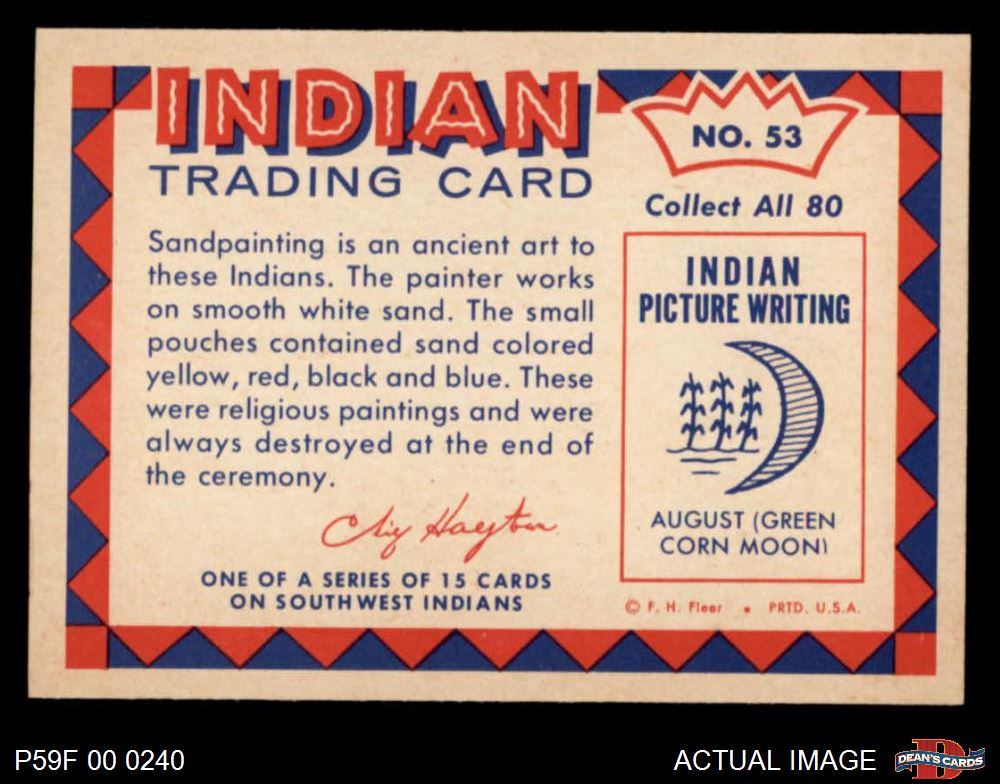 INDIAN
TRADING CARD
NO. 53
Collect All 80
Sandpainting is an ancient art to
these Indians. The painter works
on smooth white sand. The small
pouches contained sand colored
yellow, red, black and blue. These
were religious paintings and were
always destroyed at the end of
the ceremony.
ONE OF A SERIES OF 15 CARDS
ON SOUTHWEST INDIANS
INDIAN
PICTURE WRITING
AUGUST (GREEN
CORN MOON)
© F. H. Fleer • PRTD. U.S.A.
P59F 00 0240
ACTUAL IMAGE
DEAN'S CARDS